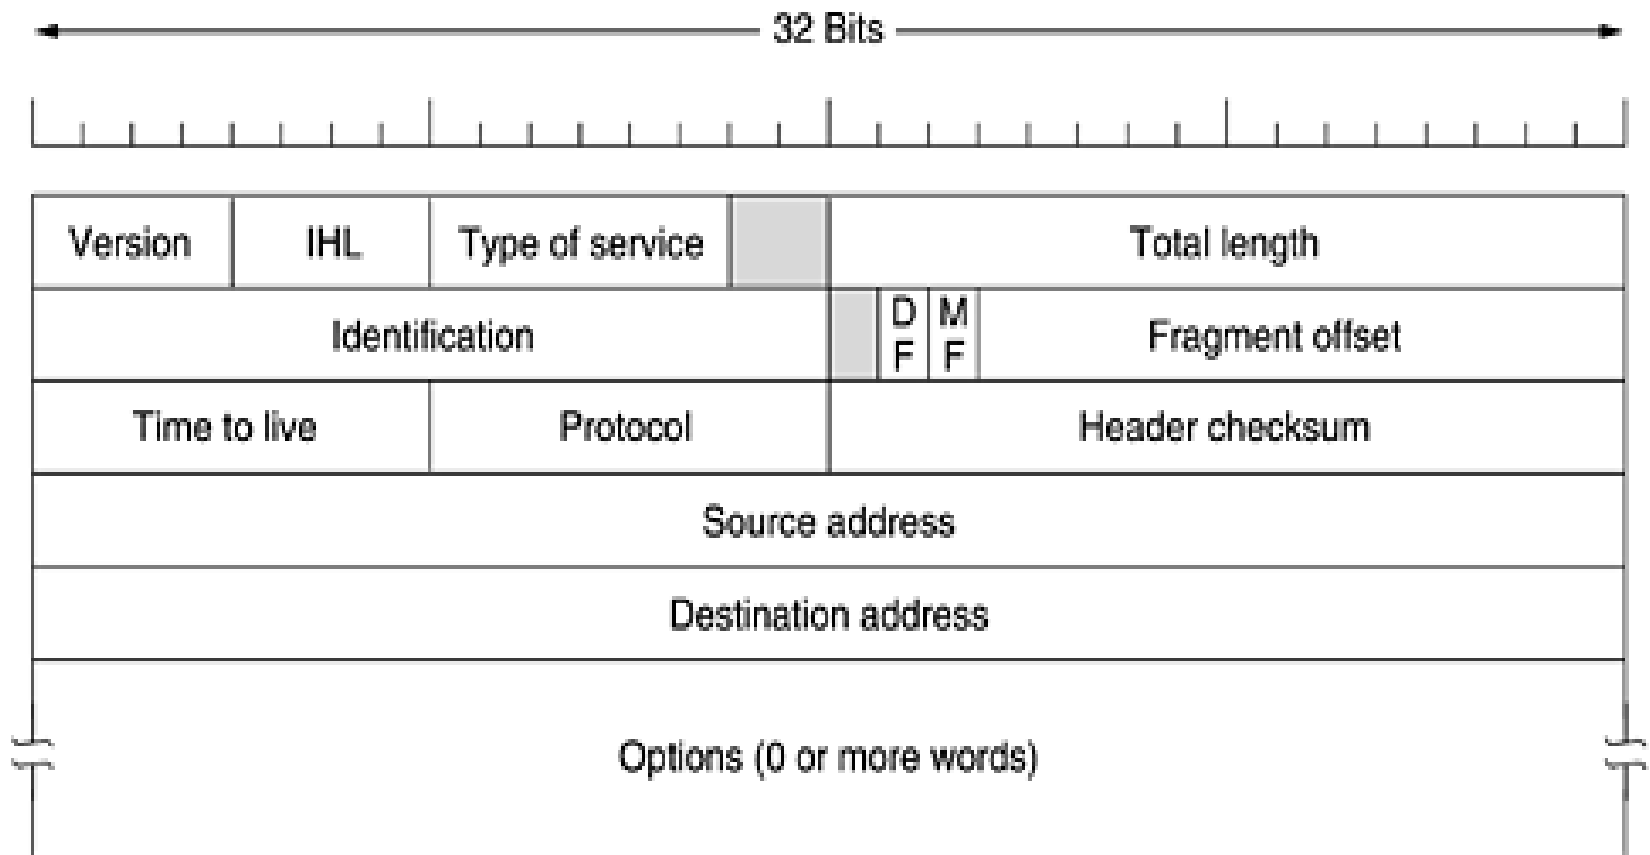 32 Bits
Version IHL Type of service Total length
Identification D F M F Fragment offset
Time to live Protocol Header checksum
Source address
Destination address
Options (0 or more words)